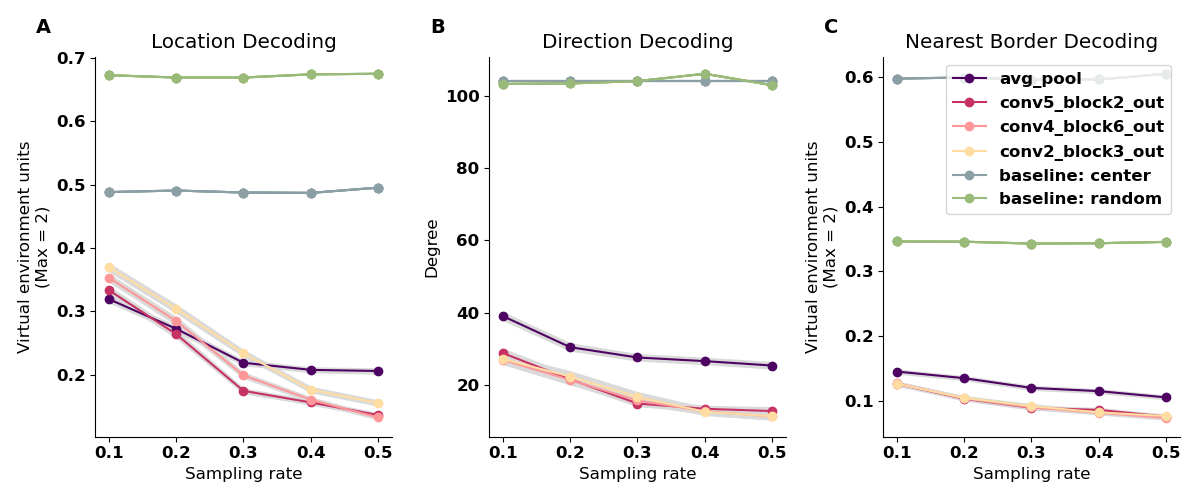 A
Location Decoding
Virtual environment units
(Max = 2)
0.7
0.6
0.5
0.4
0.3
0.2
0.1 0.2 0.3 0.4 0.5
Sampling rate
B
Direction Decoding
Degree
100
80
60
40
20
0.1 0.2 0.3 0.4 0.5
Sampling rate
C
Nearest Border Decoding
Virtual environment units
(Max = 2)
0.6
0.5
0.4
0.3
0.2
0.1
0.1 0.2 0.3 0.4 0.5
Sampling rate
avg_pool
conv5_block2_out
conv4_block6_out
conv2_block3_out
baseline: center
baseline: random